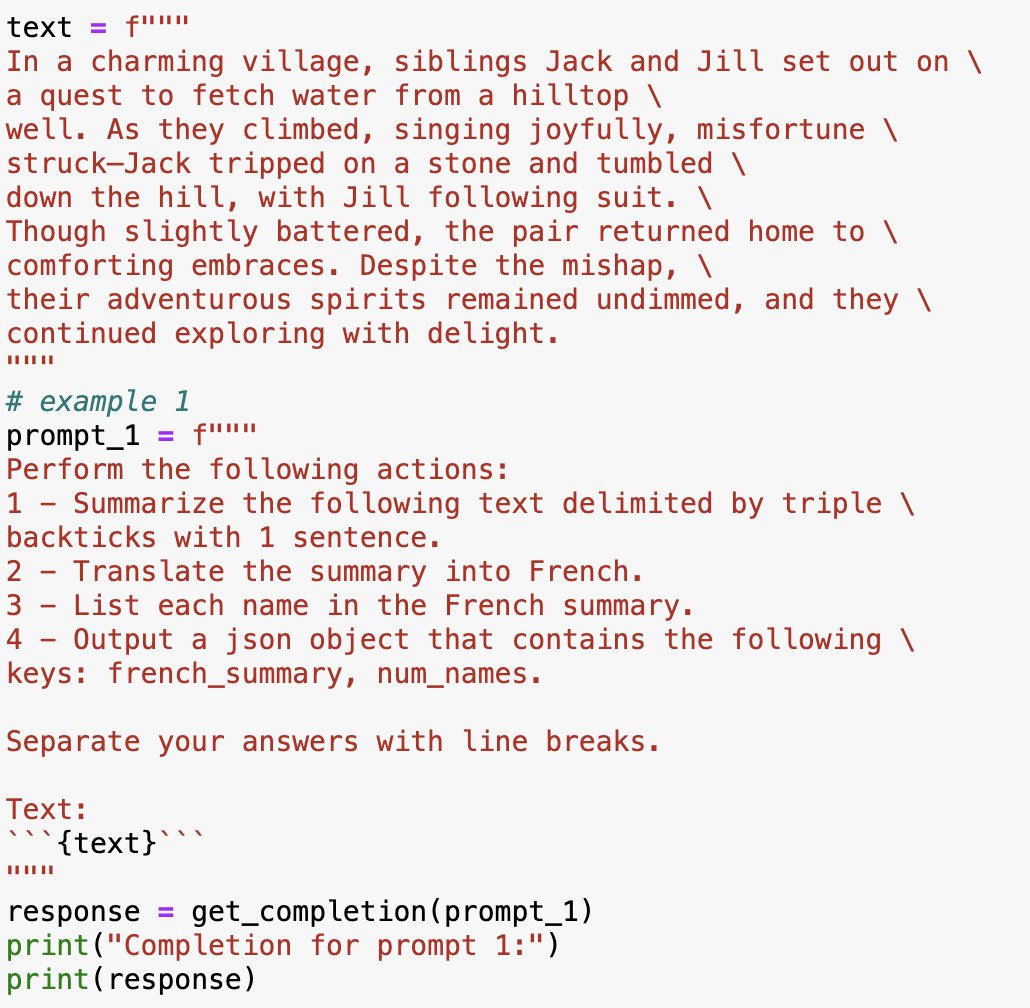 text = f"""
In a charming village, siblings Jack and Jill set out on \
a quest to fetch water from a hilltop \
well. As they climbed, singing joyfully, misfortune \
struck—Jack tripped on a stone and tumbled \
down the hill, with Jill following suit. \
Though slightly battered, the pair returned home to \
comforting embraces. Despite the mishap, \
their adventurous spirits remained undimmed, and they \
continued exploring with delight.
"""
# example 1
prompt_1 = f"""
Perform the following actions:
1 - Summarize the following text delimited by triple \
backticks with 1 sentence.
2 - Translate the summary into French.
3 - List each name in the French summary.
4 - Output a json object that contains the following \
keys: french_summary, num_names.

Separate your answers with line breaks.

Text:
```{text}```
"""
response = get_completion(prompt_1)
print("Completion for prompt 1:")
print(response)